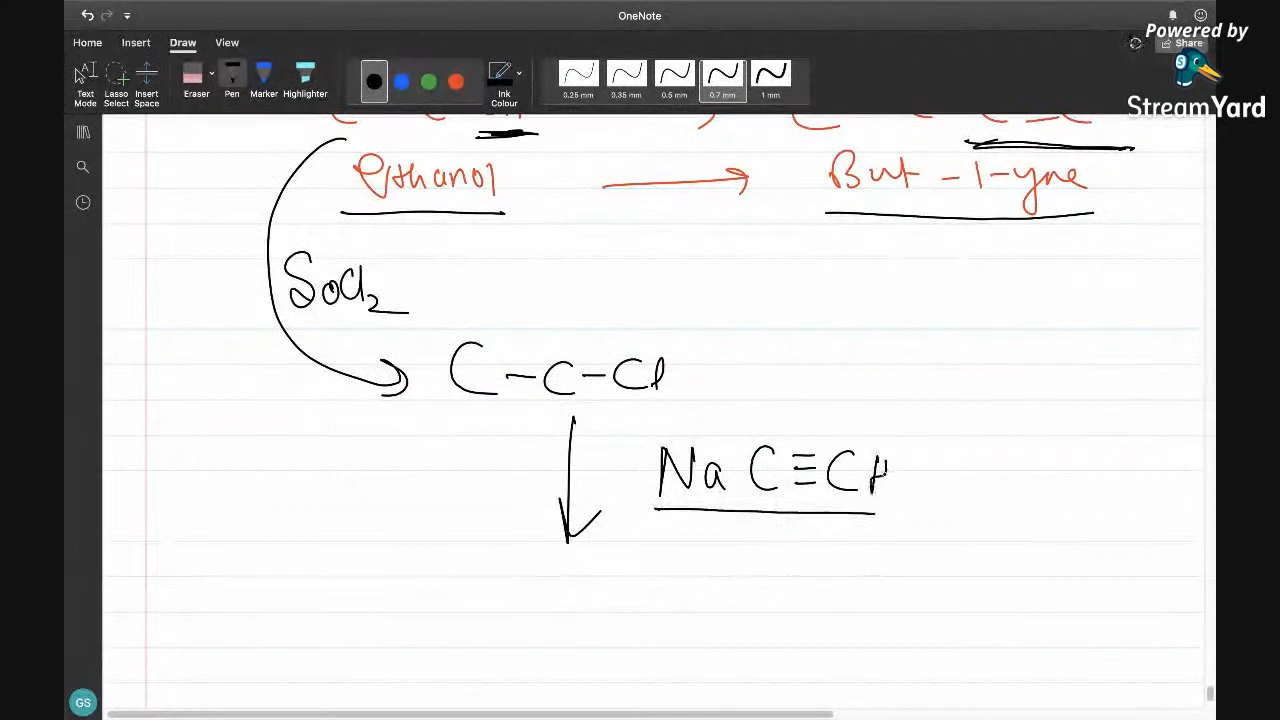 OneNote
Powered by
Home Insert Draw View
Share
StreamYard
Text Mode
Lasso Select
Insert Space
Eraser
Pen
Marker
Highlighter
Ink Colour
0.25 mm
0.35 mm
0.5 mm
0.7 mm
1 mm
Ethanol → But-1-yne
SOCl2
C-C-Cl
Na C≡CH
GS